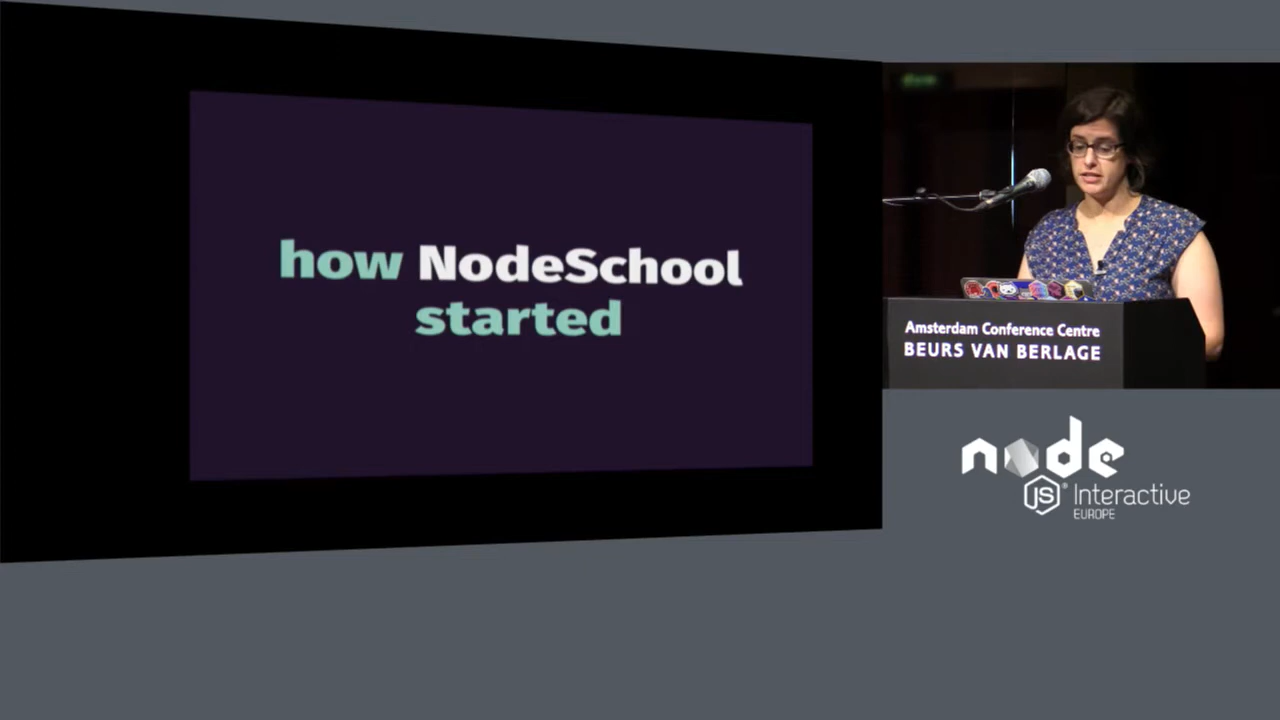 how NodeSchool
started
Amsterdam Conference Centre
BEURS VAN BERLAGE
node
JS® Interactive
EUROPE